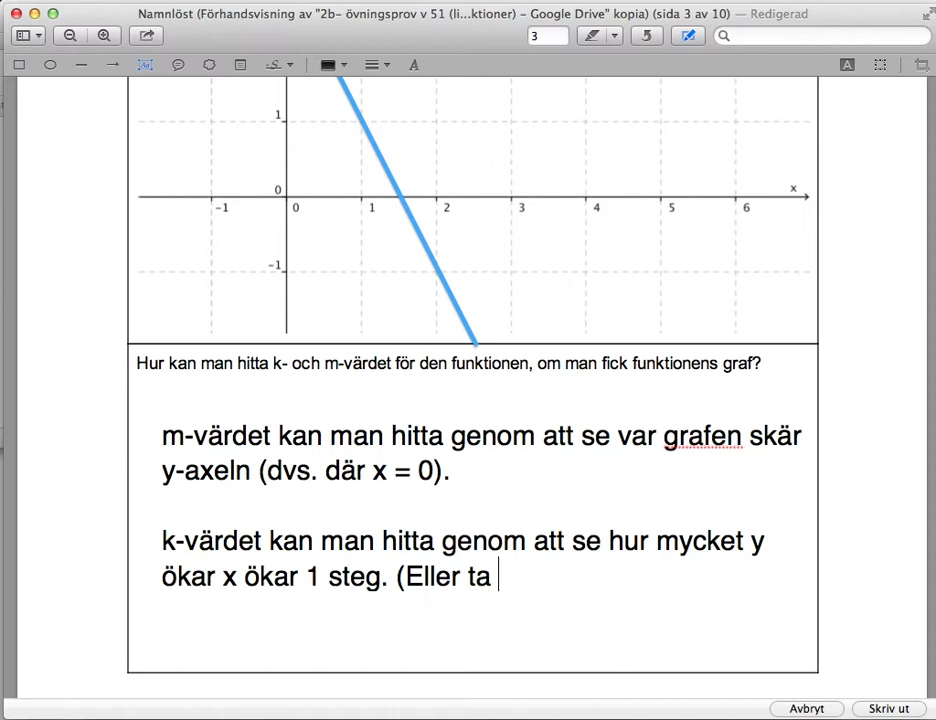 Namnlöst (Förhandsvisning av "2b- övningsprov v 51 (li...ktioner) – Google Drive" kopia) (sida 3 av 10) — Redigerad
3
Aa
S
A
A
1
0
x
-1
0
1
2
3
4
5
6
-1
Hur kan man hitta k- och m-värdet för den funktionen, om man fick funktionens graf?
m-värdet kan man hitta genom att se var grafen skär
y-axeln (dvs. där x = 0).
k-värdet kan man hitta genom att se hur mycket y
ökar x ökar 1 steg. (Eller ta
Avbryt
Skriv ut